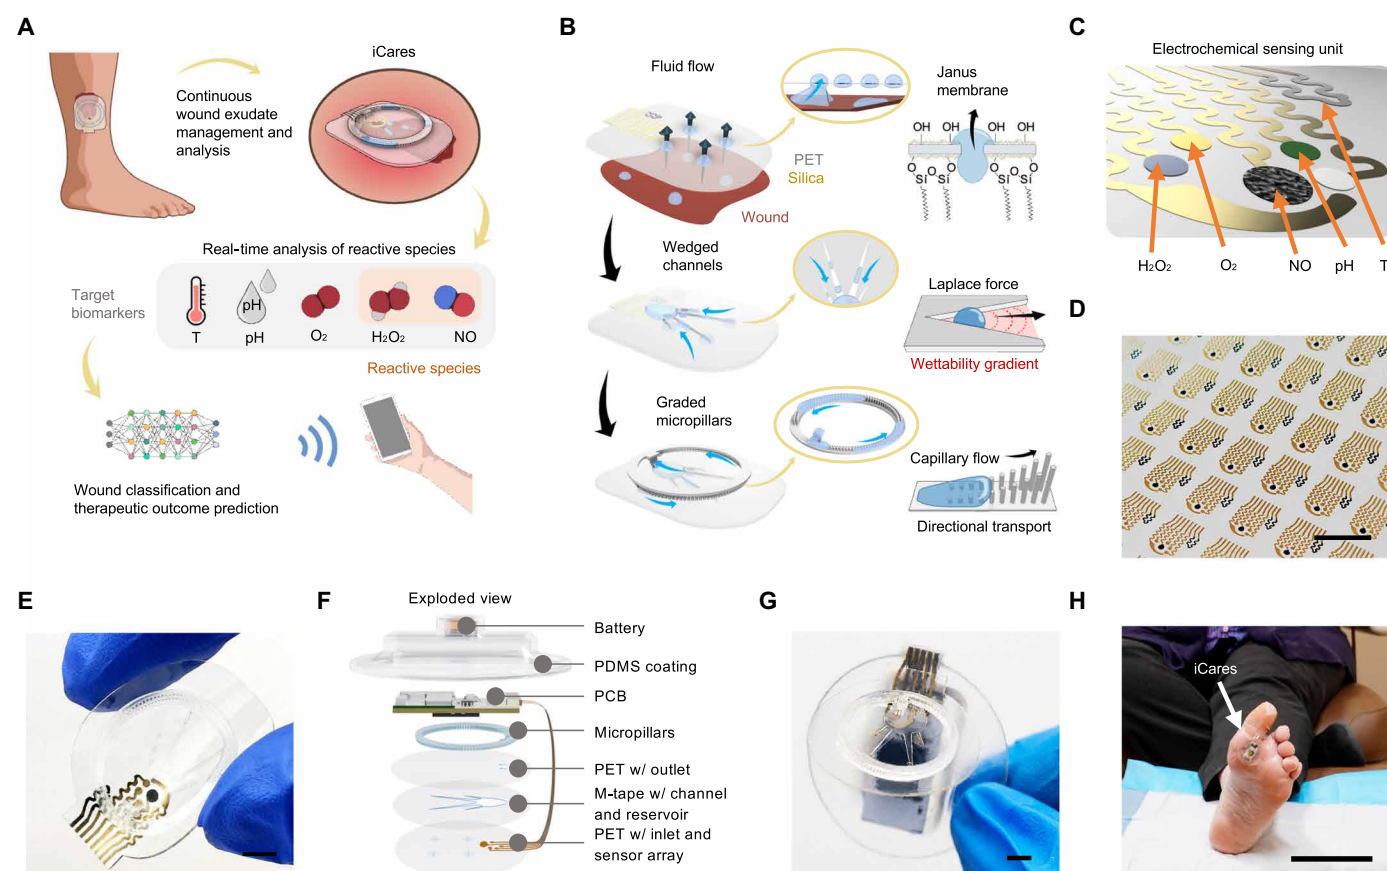 A
iCares
Continuous
wound exudate
management and
analysis
Real-time analysis of reactive species
Target
biomarkers
pH
T
pH
O₂
H₂O₂
NO
Reactive species
Wound classification and
therapeutic outcome prediction
B
Fluid flow
Janus
membrane
PET
Silica
Wound
OH OH OH OH
O O O O
Si Si Si Si
Wedged
channels
Laplace force
Wettability gradient
Graded
micropillars
Capillary flow
Directional transport
C
Electrochemical sensing unit
H₂O₂
O₂
NO
pH
T
D
E
F
Exploded view
Battery
PDMS coating
PCB
Micropillars
PET w/ outlet
M-tape w/ channel
and reservoir
PET w/ inlet and
sensor array
G
H
iCares